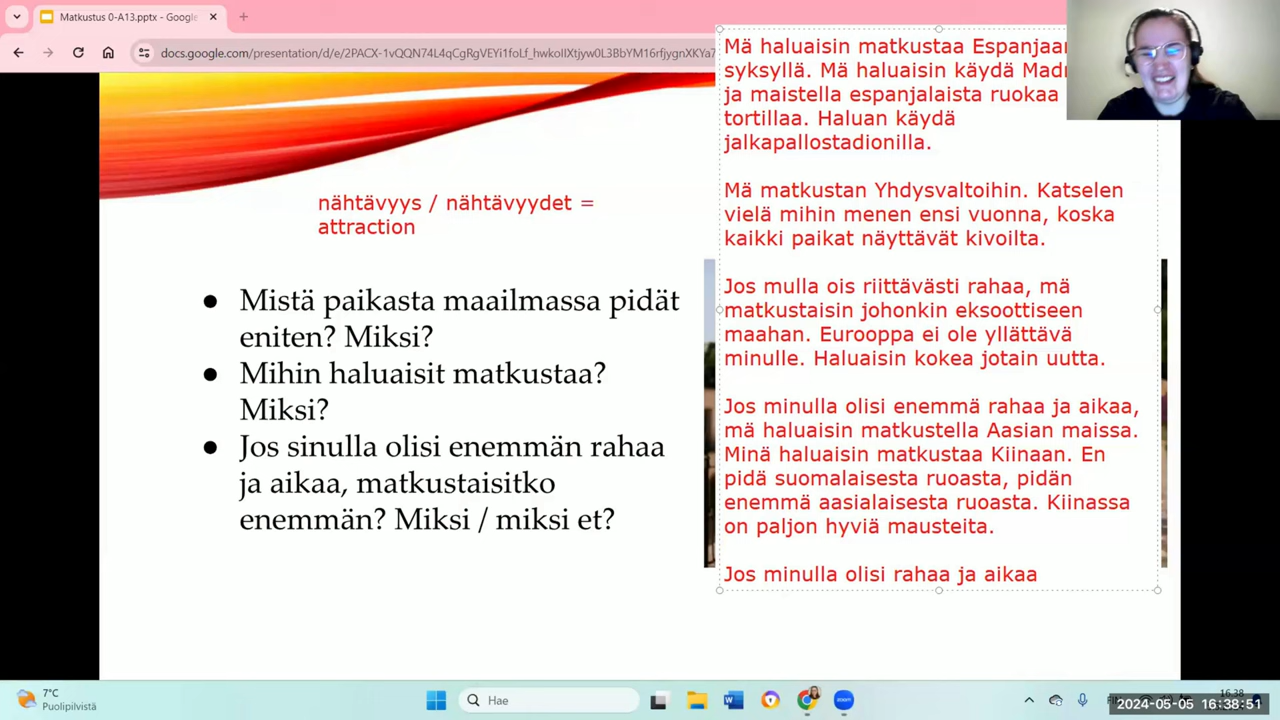 Matkustus 0-A13.pptx - Google
docs.google.com/presentation/d/e/2PACX-1vQQN74L4qCgRqVEYi1foLf_hwkoIlXtjyw0L3BbYM16rfjygnXKYa7
nähtävyys / nähtävyydet =
attraction
● Mistä paikasta maailmassa pidät
eniten? Miksi?
● Mihin haluaisit matkustaa?
Miksi?
● Jos sinulla olisi enemmän rahaa
ja aikaa, matkustaisitko
enemmän? Miksi / miksi et?
Mä haluaisin matkustaa
syksyllä. Mä haluaisin käydä
ja maistella espanjalaista ruokaa
tortillaa. Haluan käydä
jalkapallostadionilla.
Mä matkustan Yhdysvaltoihin. Katselen
vielä mihin menen ensi vuonna, koska
kaikki paikat näyttävät kivoilta.
Jos mulla ois riittävästi rahaa, mä
matkustaisin johonkin eksoottiseen
maahan. Eurooppa ei ole yllättävä
minulle. Haluaisin kokea jotain uutta.
Jos minulla olisi enemmä rahaa ja aikaa,
mä haluaisin matkustella Aasian maissa.
Minä haluaisin matkustaa Kiinaan. En
pidä suomalaisesta ruoasta, pidän
enemmä aasialaisesta ruoasta. Kiinassa
on paljon hyviä mausteita.
Jos minulla olisi rahaa ja aikaa
7°C
Puolipilvistä
Hae
zoom
16.38
2024-05-05 16:38:51